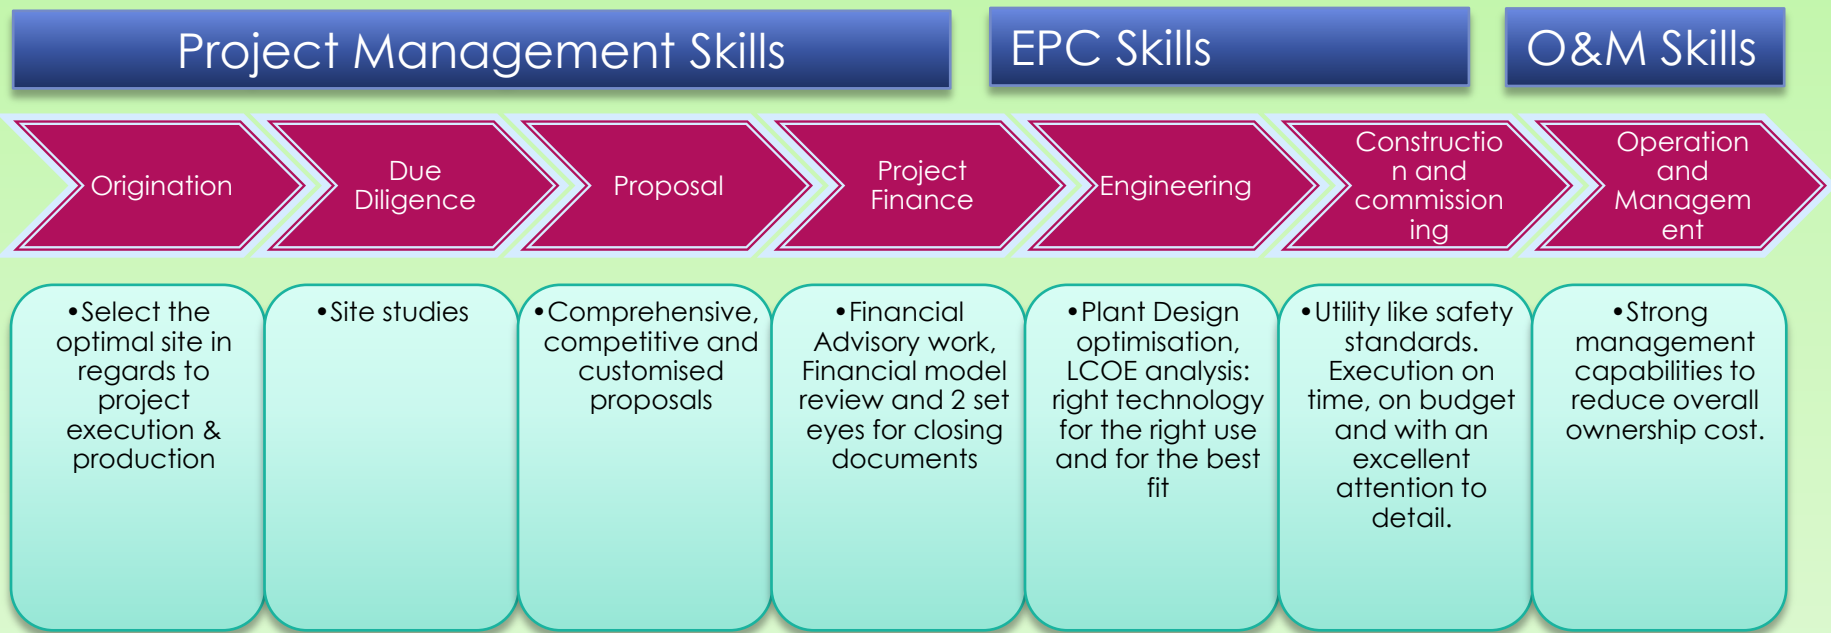 Project Management Skills
EPC Skills
O&M Skills
Origination
Due
Diligence
Proposal
Project
Finance
Engineering
Constructio
n and
commission
ing
Operation
and
Managem
ent
•Select the
optimal site in
regards to
project
execution &
production
•Site studies
•Comprehensive,
competitive and
customised
proposals
•Financial
Advisory work,
Financial model
review and 2 set
eyes for closing
documents
•Plant Design
optimisation,
LCOE analysis:
right technology
for the right use
and for the best
fit
•Utility like safety
standards.
Execution on
time, on budget
and with an
excellent
attention to
detail.
•Strong
management
capabilities to
reduce overall
ownership cost.